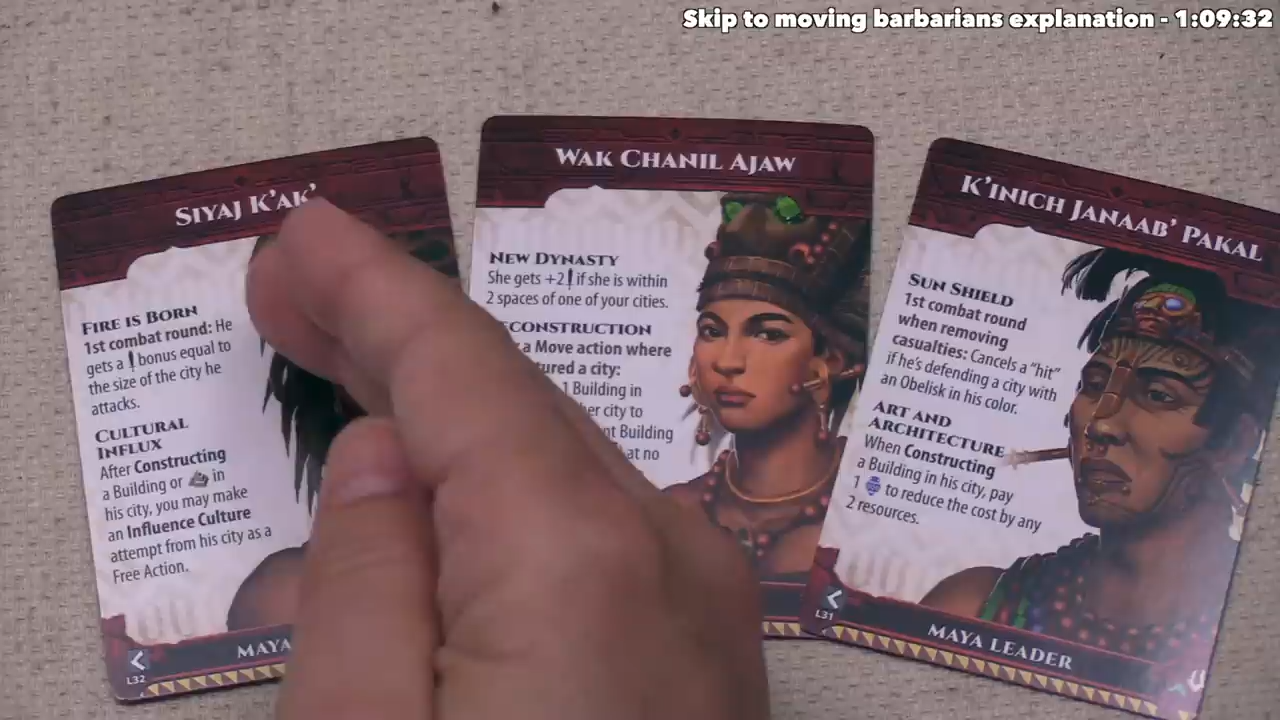 Skip to moving barbarians explanation - 1:09:32
SIYAJ K'AK'
FIRE IS BORN
1st combat round: He
gets a bonus equal to
the size of the city he
attacks.
CULTURAL
INFLUX
After Constructing
a Building or in
his city, you may make
an Influence Culture
attempt from his city as a
Free Action.
MAYA
L32
WAK CHANIL AJAW
NEW DYNASTY
She gets +2 if she is within
2 spaces of one of your cities.
a Move action where
a city:
1 Building in
city to
Building
at no
K'INICH JANAAB' PAKAL
SUN SHIELD
1st combat round
when removing
casualties: Cancels a "hit"
if he's defending a city with
an Obelisk in his color.
ART AND
ARCHITECTURE
When Constructing
a Building in his city, pay
1 to reduce the cost by any
2 resources.
L31
MAYA LEADER